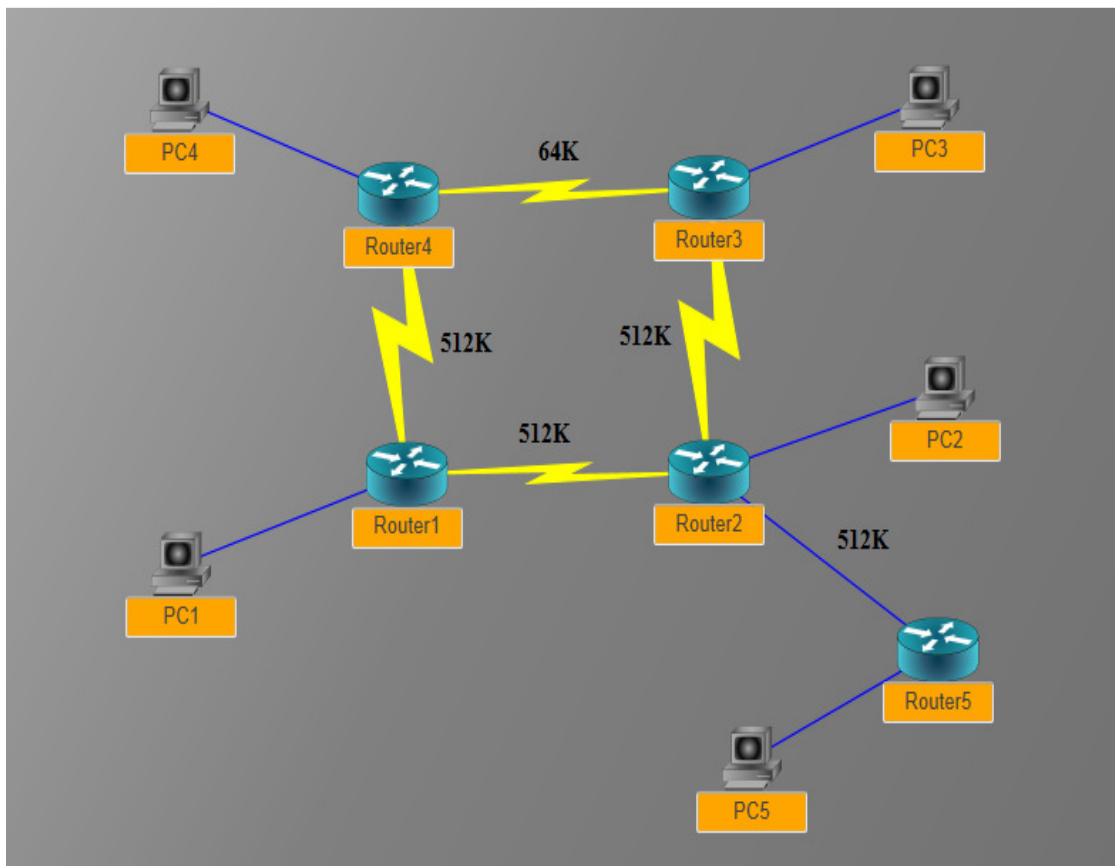 PC4
PC3
64K
Router4
Router3
512K
512K
512K
PC2
Router1
Router2
512K
PC1
Router5
PC5